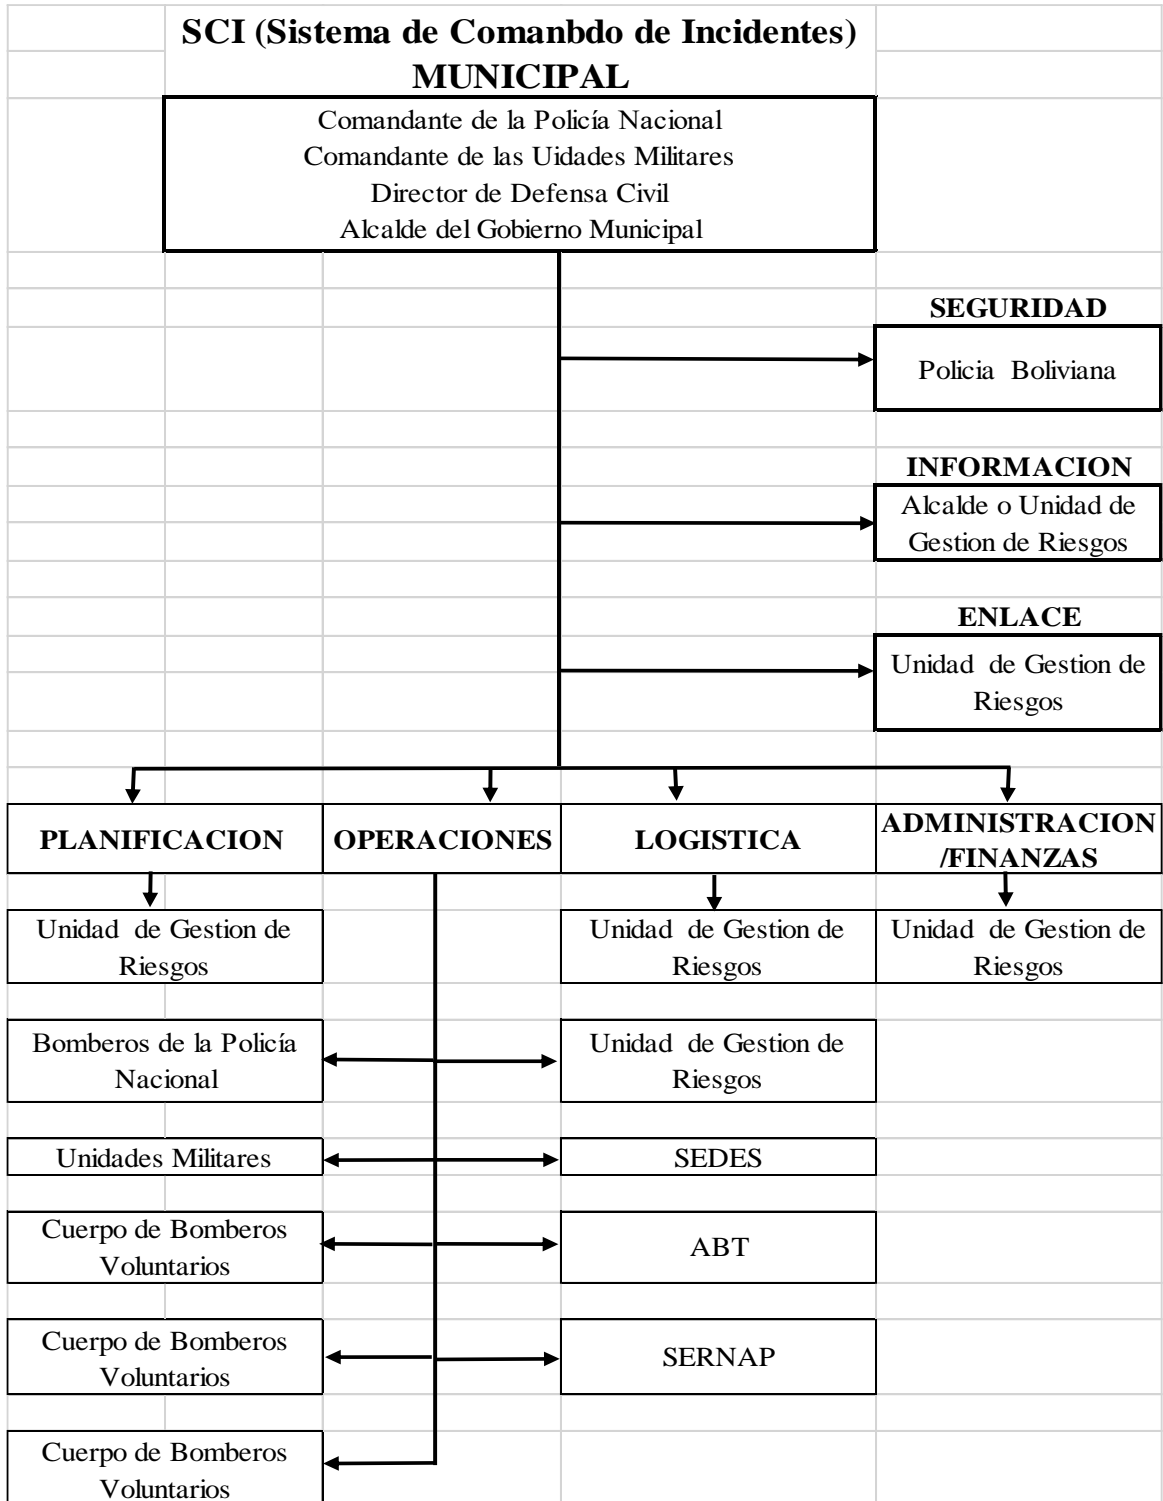 SCI (Sistema de Comanbdo de Incidentes)
MUNICIPAL
Comandante de la Policía Nacional
Comandante de las Uidades Militares
Director de Defensa Civil
Alcalde del Gobierno Municipal
SEGURIDAD
Policia Boliviana
INFORMACION
Alcalde o Unidad de
Gestion de Riesgos
ENLACE
Unidad de Gestion de
Riesgos
PLANIFICACION
OPERACIONES
LOGISTICA
ADMINISTRACION
/FINANZAS
Unidad de Gestion de
Riesgos
Unidad de Gestion de
Riesgos
Unidad de Gestion de
Riesgos
Bomberos de la Policía
Nacional
Unidad de Gestion de
Riesgos
Unidades Militares
SEDES
Cuerpo de Bomberos
Voluntarios
ABT
Cuerpo de Bomberos
Voluntarios
SERNAP
Cuerpo de Bomberos
Voluntarios